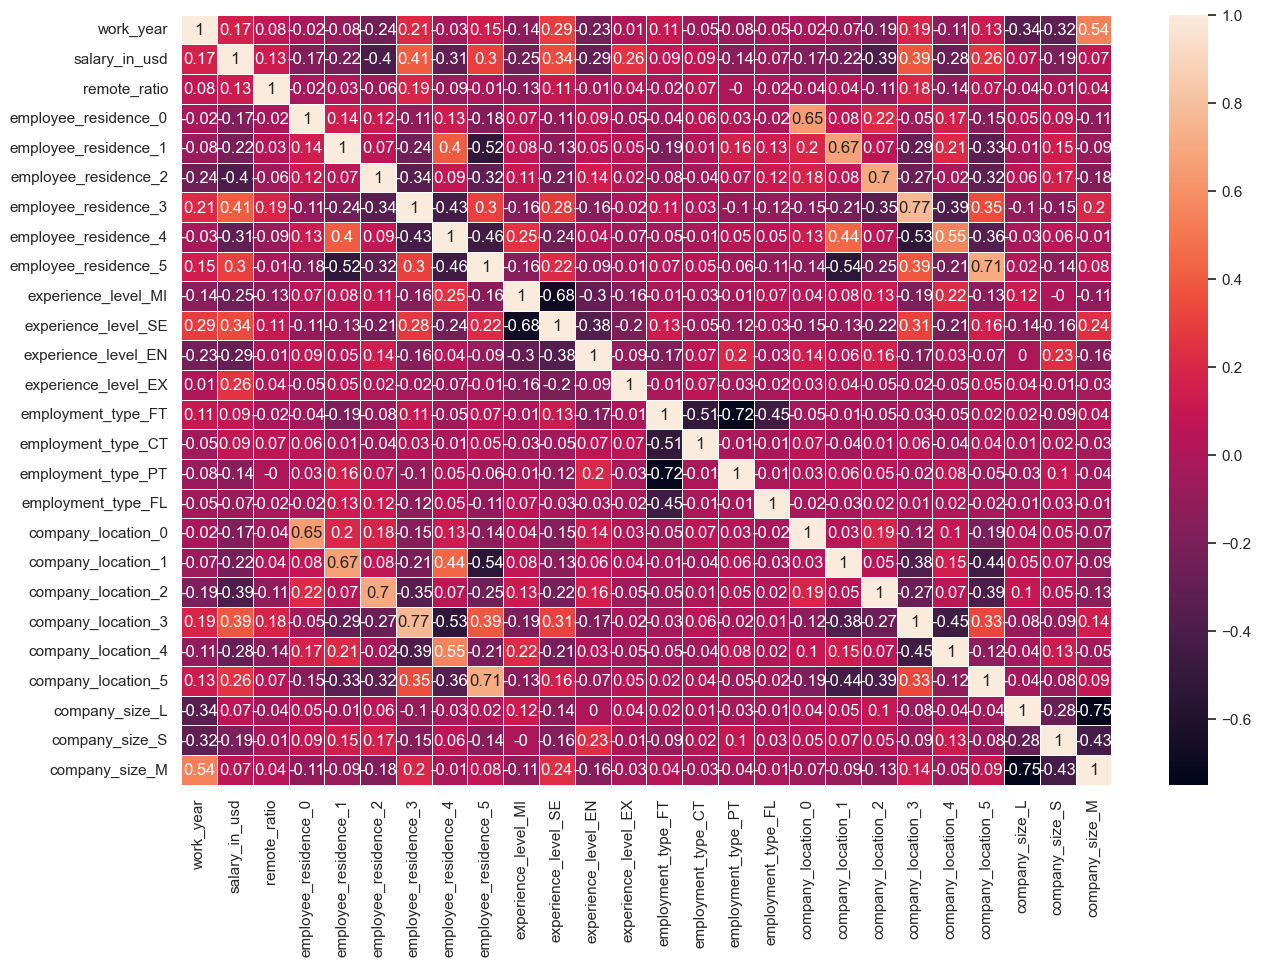 work_year 1 0.17 0.08 -0.02 -0.08 -0.24 0.21 -0.03 0.15 -0.14 0.29 -0.23 0.01 0.11 -0.05 -0.08 -0.05 -0.02 -0.07 -0.19 0.19 -0.11 0.13 -0.34 -0.32 0.54 1.0
salary_in_usd 0.17 1 0.13 -0.17 -0.22 -0.4 0.41 -0.31 0.3 -0.25 0.34 -0.29 0.26 0.09 0.09 -0.14 -0.07 -0.17 -0.22 -0.39 0.39 -0.28 0.26 0.07 -0.19 0.07
remote_ratio 0.08 0.13 1 -0.02 0.03 -0.06 0.19 -0.09 -0.01 -0.13 0.11 -0.01 0.04 -0.02 0.07 -0 -0.02 -0.04 0.04 -0.11 0.18 -0.14 0.07 -0.04 -0.01 0.04 0.8
employee_residence_0 -0.02 -0.17 -0.02 1 0.14 0.12 -0.11 0.13 -0.18 0.07 -0.11 0.09 -0.05 -0.04 0.06 0.03 -0.02 0.65 0.08 0.22 -0.05 0.17 -0.15 0.05 0.09 -0.11
employee_residence_1 -0.08 -0.22 0.03 0.14 1 0.07 -0.24 0.4 -0.52 0.08 -0.13 0.05 0.05 -0.19 0.01 0.16 0.13 0.2 0.67 0.07 -0.29 0.21 -0.33 -0.01 0.15 -0.09
employee_residence_2 -0.24 -0.4 -0.06 0.12 0.07 1 -0.34 0.09 -0.32 0.11 -0.21 0.14 0.02 -0.08 -0.04 0.07 0.12 0.18 0.08 0.7 -0.27 -0.02 -0.32 0.06 0.17 -0.18 0.6
employee_residence_3 0.21 0.41 0.19 -0.11 -0.24 -0.34 1 -0.43 0.3 -0.16 0.28 -0.16 -0.02 0.11 0.03 -0.1 -0.12 -0.15 -0.21 -0.35 0.77 -0.39 0.35 -0.1 -0.15 0.2
employee_residence_4 -0.03 -0.31 -0.09 0.13 0.4 0.09 -0.43 1 -0.46 0.25 -0.24 0.04 -0.07 -0.05 -0.01 0.05 0.05 0.13 0.44 0.07 -0.53 0.55 -0.36 -0.03 0.06 -0.01
employee_residence_5 0.15 0.3 -0.01 -0.18 -0.52 -0.32 0.3 -0.46 1 -0.16 0.22 -0.09 -0.01 0.07 0.05 -0.06 -0.11 -0.14 -0.54 -0.25 0.39 -0.21 0.71 0.02 -0.14 0.08 0.4
experience_level_MI -0.14 -0.25 -0.13 0.07 0.08 0.11 -0.16 0.25 -0.16 1 -0.68 -0.3 -0.16 -0.01 -0.03 -0.01 0.07 0.04 0.08 0.13 -0.19 0.22 -0.13 0.12 -0 -0.11
experience_level_SE 0.29 0.34 0.11 -0.11 -0.13 -0.21 0.28 -0.24 0.22 -0.68 1 -0.38 -0.2 0.13 -0.05 -0.12 -0.03 -0.15 -0.13 -0.22 0.31 -0.21 0.16 -0.14 -0.16 0.24
experience_level_EN -0.23 -0.29 -0.01 0.09 0.05 0.14 -0.16 0.04 -0.09 -0.3 -0.38 1 -0.09 -0.17 0.07 0.2 -0.03 0.14 0.06 0.16 -0.17 0.03 -0.07 0 0.23 -0.16 0.2
experience_level_EX 0.01 0.26 0.04 -0.05 0.05 0.02 -0.02 -0.07 -0.01 -0.16 -0.2 -0.09 1 -0.01 0.07 -0.03 -0.02 0.03 0.04 -0.05 -0.02 -0.05 0.05 0.04 -0.01 -0.03
employment_type_FT 0.11 0.09 -0.02 -0.04 -0.19 -0.08 0.11 -0.05 0.07 -0.01 0.13 -0.17 -0.01 1 -0.51 -0.72 -0.45 -0.05 -0.01 -0.05 -0.03 -0.05 0.02 0.02 -0.09 0.04
employment_type_CT -0.05 0.09 0.07 0.06 0.01 -0.04 0.03 -0.01 0.05 -0.03 -0.05 0.07 0.07 -0.51 1 -0.01 -0.01 0.07 -0.04 0.01 0.06 -0.04 0.04 0.01 0.02 -0.03 0.0
employment_type_PT -0.08 -0.14 -0 0.03 0.16 0.07 -0.1 0.05 -0.06 -0.01 -0.12 0.2 -0.03 -0.72 -0.01 1 -0.01 0.03 0.06 0.05 -0.02 0.08 -0.05 -0.03 0.1 -0.04
employment_type_FL -0.05 -0.07 -0.02 -0.02 0.13 0.12 -0.12 0.05 -0.11 0.07 -0.03 -0.03 -0.02 -0.45 -0.01 -0.01 1 -0.02 -0.03 0.02 0.01 0.02 -0.02 -0.01 0.03 -0.01
company_location_0 -0.02 -0.17 -0.04 0.65 0.2 0.18 -0.15 0.13 -0.14 0.04 -0.15 0.14 0.03 -0.05 0.07 0.03 -0.02 1 0.03 0.19 -0.12 0.1 -0.19 0.04 0.05 -0.07 −0.2
company_location_1 -0.07 -0.22 0.04 0.08 0.67 0.08 -0.21 0.44 -0.54 0.08 -0.13 0.06 0.04 -0.01 -0.04 0.06 -0.03 0.03 1 0.05 -0.38 0.15 -0.44 0.05 0.07 -0.09
company_location_2 -0.19 -0.39 -0.11 0.22 0.07 0.7 -0.35 0.07 -0.25 0.13 -0.22 0.16 -0.05 -0.05 0.01 0.05 0.02 0.19 0.05 1 -0.27 0.07 -0.39 0.1 0.05 -0.13
company_location_3 0.19 0.39 0.18 -0.05 -0.29 -0.27 0.77 -0.53 0.39 -0.19 0.31 -0.17 -0.02 -0.03 0.06 -0.02 0.01 -0.12 -0.38 -0.27 1 -0.45 0.33 -0.08 -0.09 0.14 −0.4
company_location_4 -0.11 -0.28 -0.14 0.17 0.21 -0.02 -0.39 0.55 -0.21 0.22 -0.21 0.03 -0.05 -0.05 -0.04 0.08 0.02 0.1 0.15 0.07 -0.45 1 -0.12 -0.04 0.13 -0.05
company_location_5 0.13 0.26 0.07 -0.15 -0.33 -0.32 0.35 -0.36 0.71 -0.13 0.16 -0.07 0.05 0.02 0.04 -0.05 -0.02 -0.19 -0.44 -0.39 0.33 -0.12 1 -0.04 -0.08 0.09
company_size_L -0.34 0.07 -0.04 0.05 -0.01 0.06 -0.1 -0.03 0.02 0.12 -0.14 0 0.04 0.02 0.01 -0.03 -0.01 0.04 0.05 0.1 -0.08 -0.04 -0.04 1 -0.28 -0.75 −0.6
company_size_S -0.32 -0.19 -0.01 0.09 0.15 0.17 -0.15 0.06 -0.14 -0 -0.16 0.23 -0.01 -0.09 0.02 0.1 0.03 0.05 0.07 0.05 -0.09 0.13 -0.08 -0.28 1 -0.43
company_size_M 0.54 0.07 0.04 -0.11 -0.09 -0.18 0.2 -0.01 0.08 -0.11 0.24 -0.16 -0.03 0.04 -0.03 -0.04 -0.01 -0.07 -0.09 -0.13 0.14 -0.05 0.09 -0.75 -0.43 1
work_year
salary_in_usd
remote_ratio
employee_residence_0
employee_residence_1
employee_residence_2
employee_residence_3
employee_residence_4
employee_residence_5
experience_level_MI
experience_level_SE
experience_level_EN
experience_level_EX
employment_type_FT
employment_type_CT
employment_type_PT
employment_type_FL
company_location_0
company_location_1
company_location_2
company_location_3
company_location_4
company_location_5
company_size_L
company_size_S
company_size_M